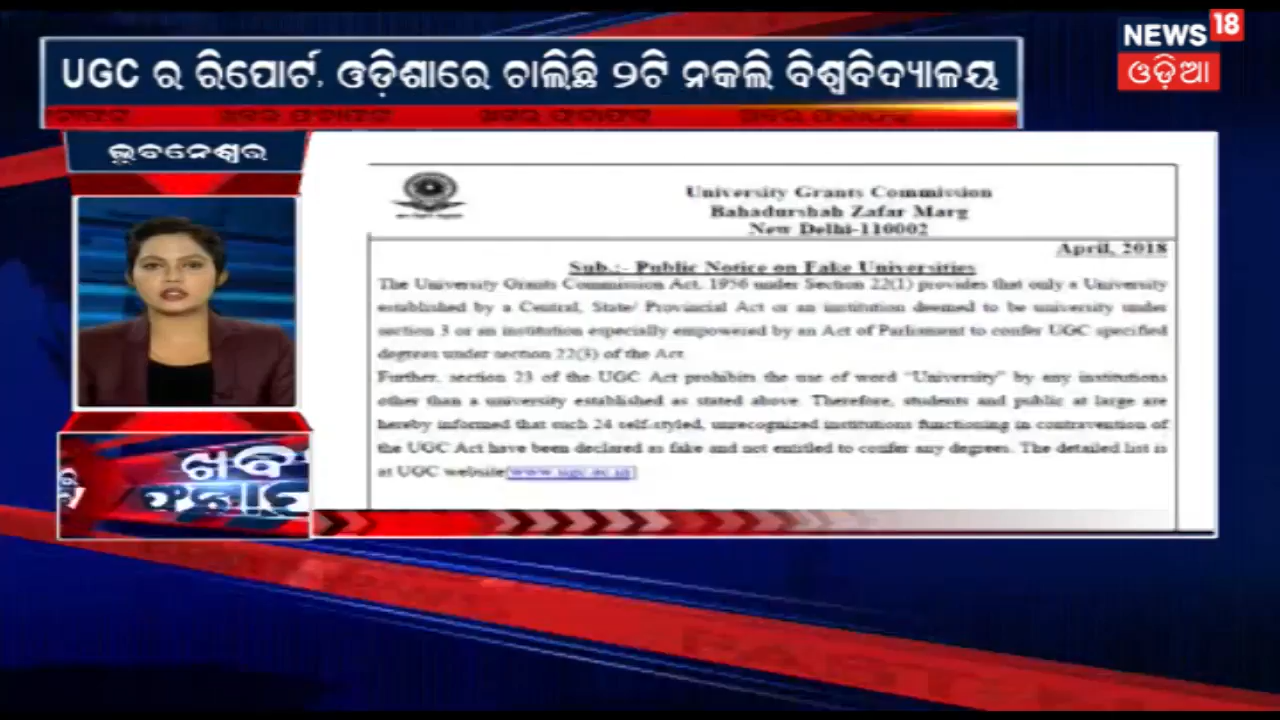 UGC ର ରିପୋର୍ଟ, ଓଡ଼ିଶାରେ ଚାଲିଛି ୨ଟି ନକଲି ବିଶ୍ୱବିଦ୍ୟାଳୟ
NEWS 18
ଓଡ଼ିଆ
ଭୁବନେଶ୍ୱର
University Grants Commission
Bahadurshah Zafar Marg
New Delhi-110002
April, 2018
Sub.:- Public Notice on Fake Universities
The University Grants Commission Act, 1956 under Section 22(1) provides that only a University
established by a Central, State/ Provincial Act or an institution deemed to be university under
section 3 or an institution especially empowered by an Act of Parliament to confer UGC specified
degrees under section 22(3) of the Act.
Further, section 23 of the UGC Act prohibits the use of word "University" by any institutions
other than a university established as stated above. Therefore, students and public at large are
hereby informed that such 24 self-styled, unrecognized institutions functioning in contravention of
the UGC Act have been declared as fake and not entitled to confer any degrees. The detailed list is
at UGC website www.ugc.ac.in